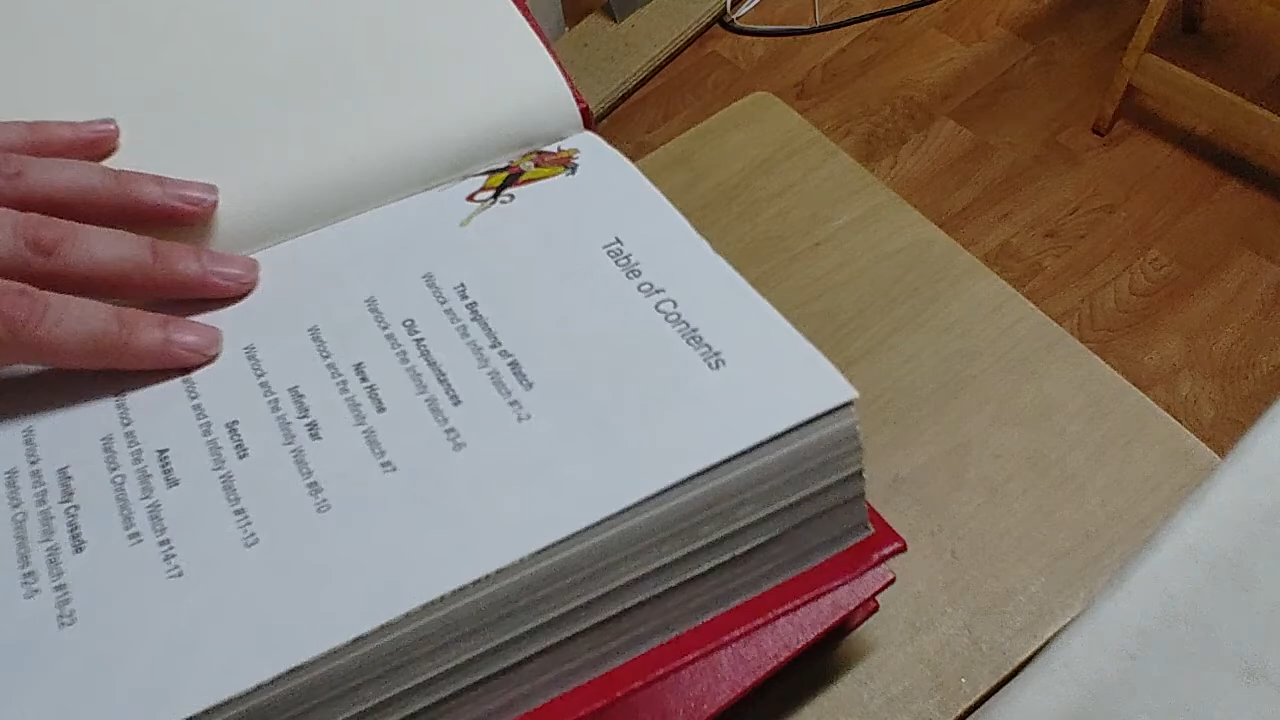 Table of Contents
The Beginning of Watch
Warlock and the Infinity Watch #1-2
Old Acquaintances
Warlock and the Infinity Watch #3-6
New Home
Warlock and the Infinity Watch #7
Infinity War
Warlock and the Infinity Watch #8-10
Secrets
Warlock and the Infinity Watch #11-13
Assault
Warlock and the Infinity Watch #14-17
Warlock Chronicles #1
Infinity Crusade
Warlock and the Infinity Watch #18-22
Warlock Chronicles #2-5